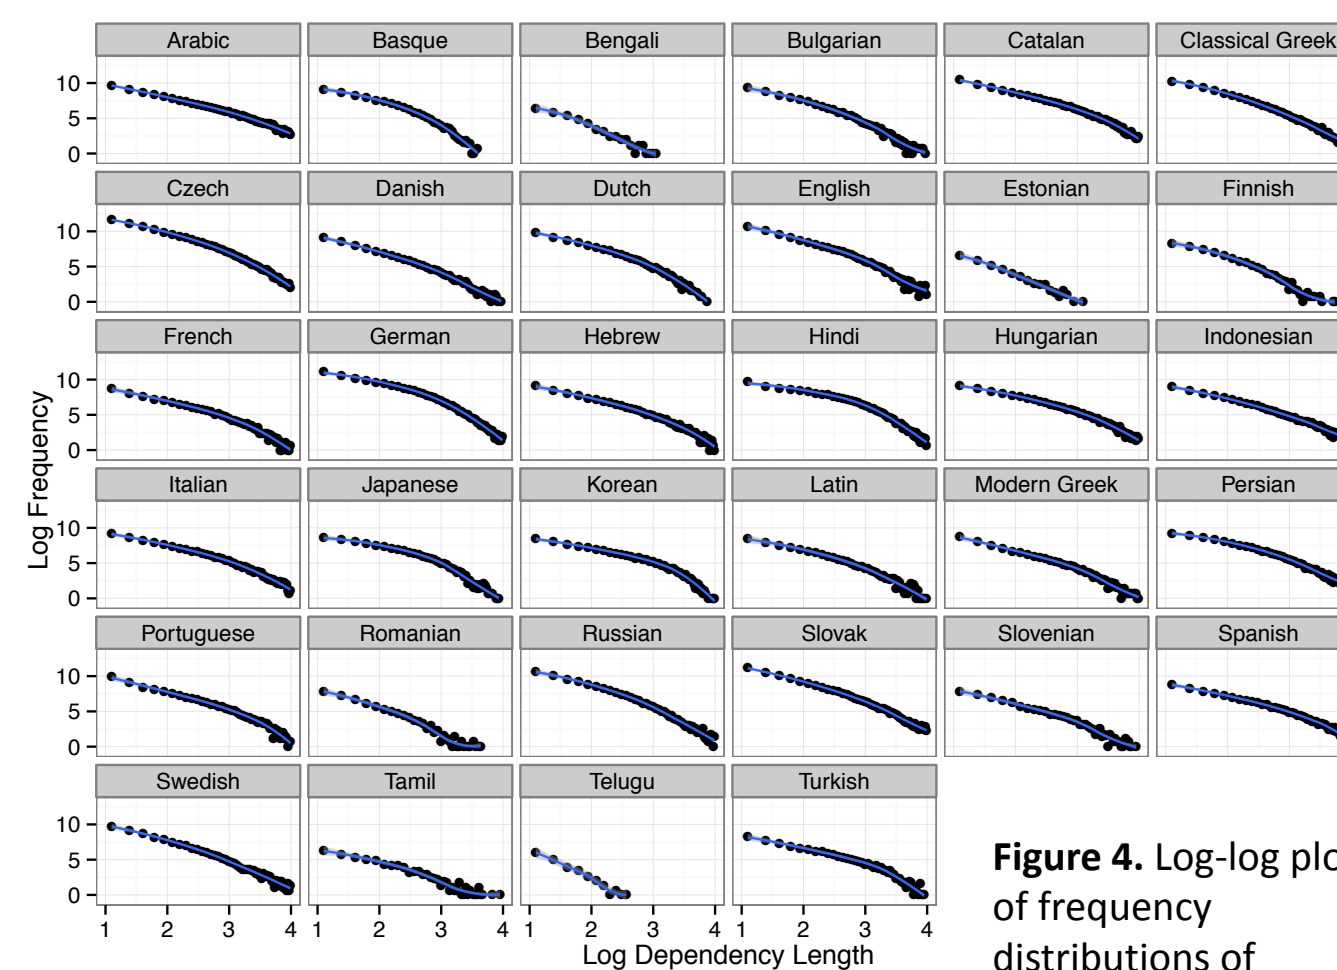 Arabic Basque Bengali Bulgarian Catalan Classical Greek
10
5
0
Czech Danish Dutch English Estonian Finnish
10
5
0
French German Hebrew Hindi Hungarian Indonesian
10
5
0
Italian Japanese Korean Latin Modern Greek Persian
10
5
0
Portuguese Romanian Russian Slovak Slovenian Spanish
10
5
0
Swedish Tamil Telugu Turkish
10
5
0
1 2 3 4 1 2 3 4 1 2 3 4 1 2 3 4
Log Dependency Length
Log Frequency
Figure 4. Log-log
of frequency
distributions of